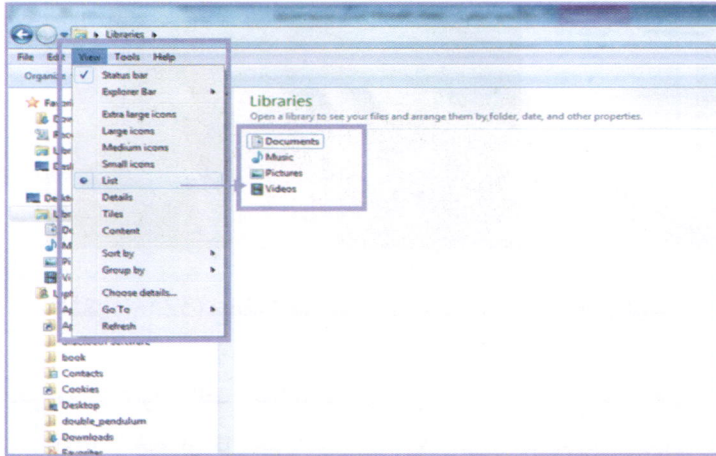 Libraries
File Edit View Tools Help
Organize
Status bar
Explorer Bar
Extra large icons
Large icons
Medium icons
Small icons
List
Details
Tiles
Content
Sort by
Group by
Choose details...
Go To
Refresh
Libraries
Open a library to see your files and arrange them by folder, date, and other properties.
Documents
Music
Pictures
Videos
book
Contacts
Cookies
Desktop
double_pendulum
Downloads
Favorites